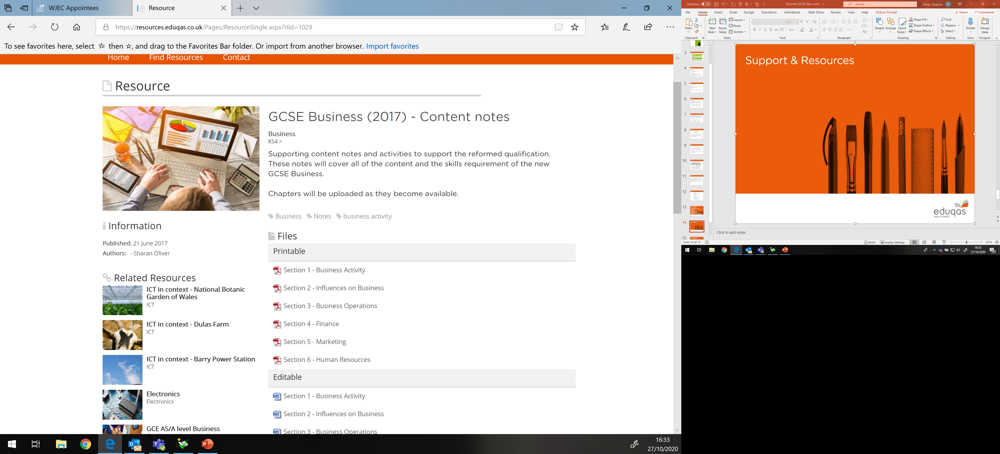 WJEC Appointees
Resource
https://resources.eduqas.co.uk/Pages/ResourceSingle.aspx?rlid=1029
To see favorites here, select then , and drag to the Favorites Bar folder. Or import from another browser. Import favorites
Home Find Resources Contact
Resource
GCSE Business (2017) - Content notes
Business
KS4 >
Supporting content notes and activities to support the reformed qualification.
These notes will cover all of the content and the skills requirement of the new
GCSE Business.
Chapters will be uploaded as they become available.
Business Notes business activity
Information
Published: 21 June 2017
Authors: - Sharan Oliver
Related Resources
ICT in context - National Botanic
Garden of Wales
ICT
ICT in context - Dulas Farm
ICT
ICT in context - Barry Power Station
ICT
Electronics
Electronics
GCE AS/A level Business
Files
Printable
Section 1 - Business Activity
Section 2 - Influences on Business
Section 3 - Business Operations
Section 4 - Finance
Section 5 - Marketing
Section 6 - Human Resources
Editable
Section 1 - Business Activity
Section 2 - Influences on Business
Section 3 - Business Operations
16:33
27/10/2020
AutoSave Off Business GCSE New cent... Search Oliver, Stephen OS
File Home Insert Draw Design Transitions Animations Slide Show Review View Help Picture Format Share Comments
Paste New Slide Reuse Slides Layout Reset Section Shapes Arrange Quick Styles Shape Fill Shape Outline Shape Effects Find Replace Select Dictate Design Ideas
Clipboard Slides Font Paragraph Drawing Editing Voice Designer
3
4
5
6
7
8
9
10
11
12
13
14
15
Support & Resources
eduqas
Part of WJEC
Click to add notes
Slide 14 of 15 Notes Display Settings 101%
16:33
27/10/2020
20